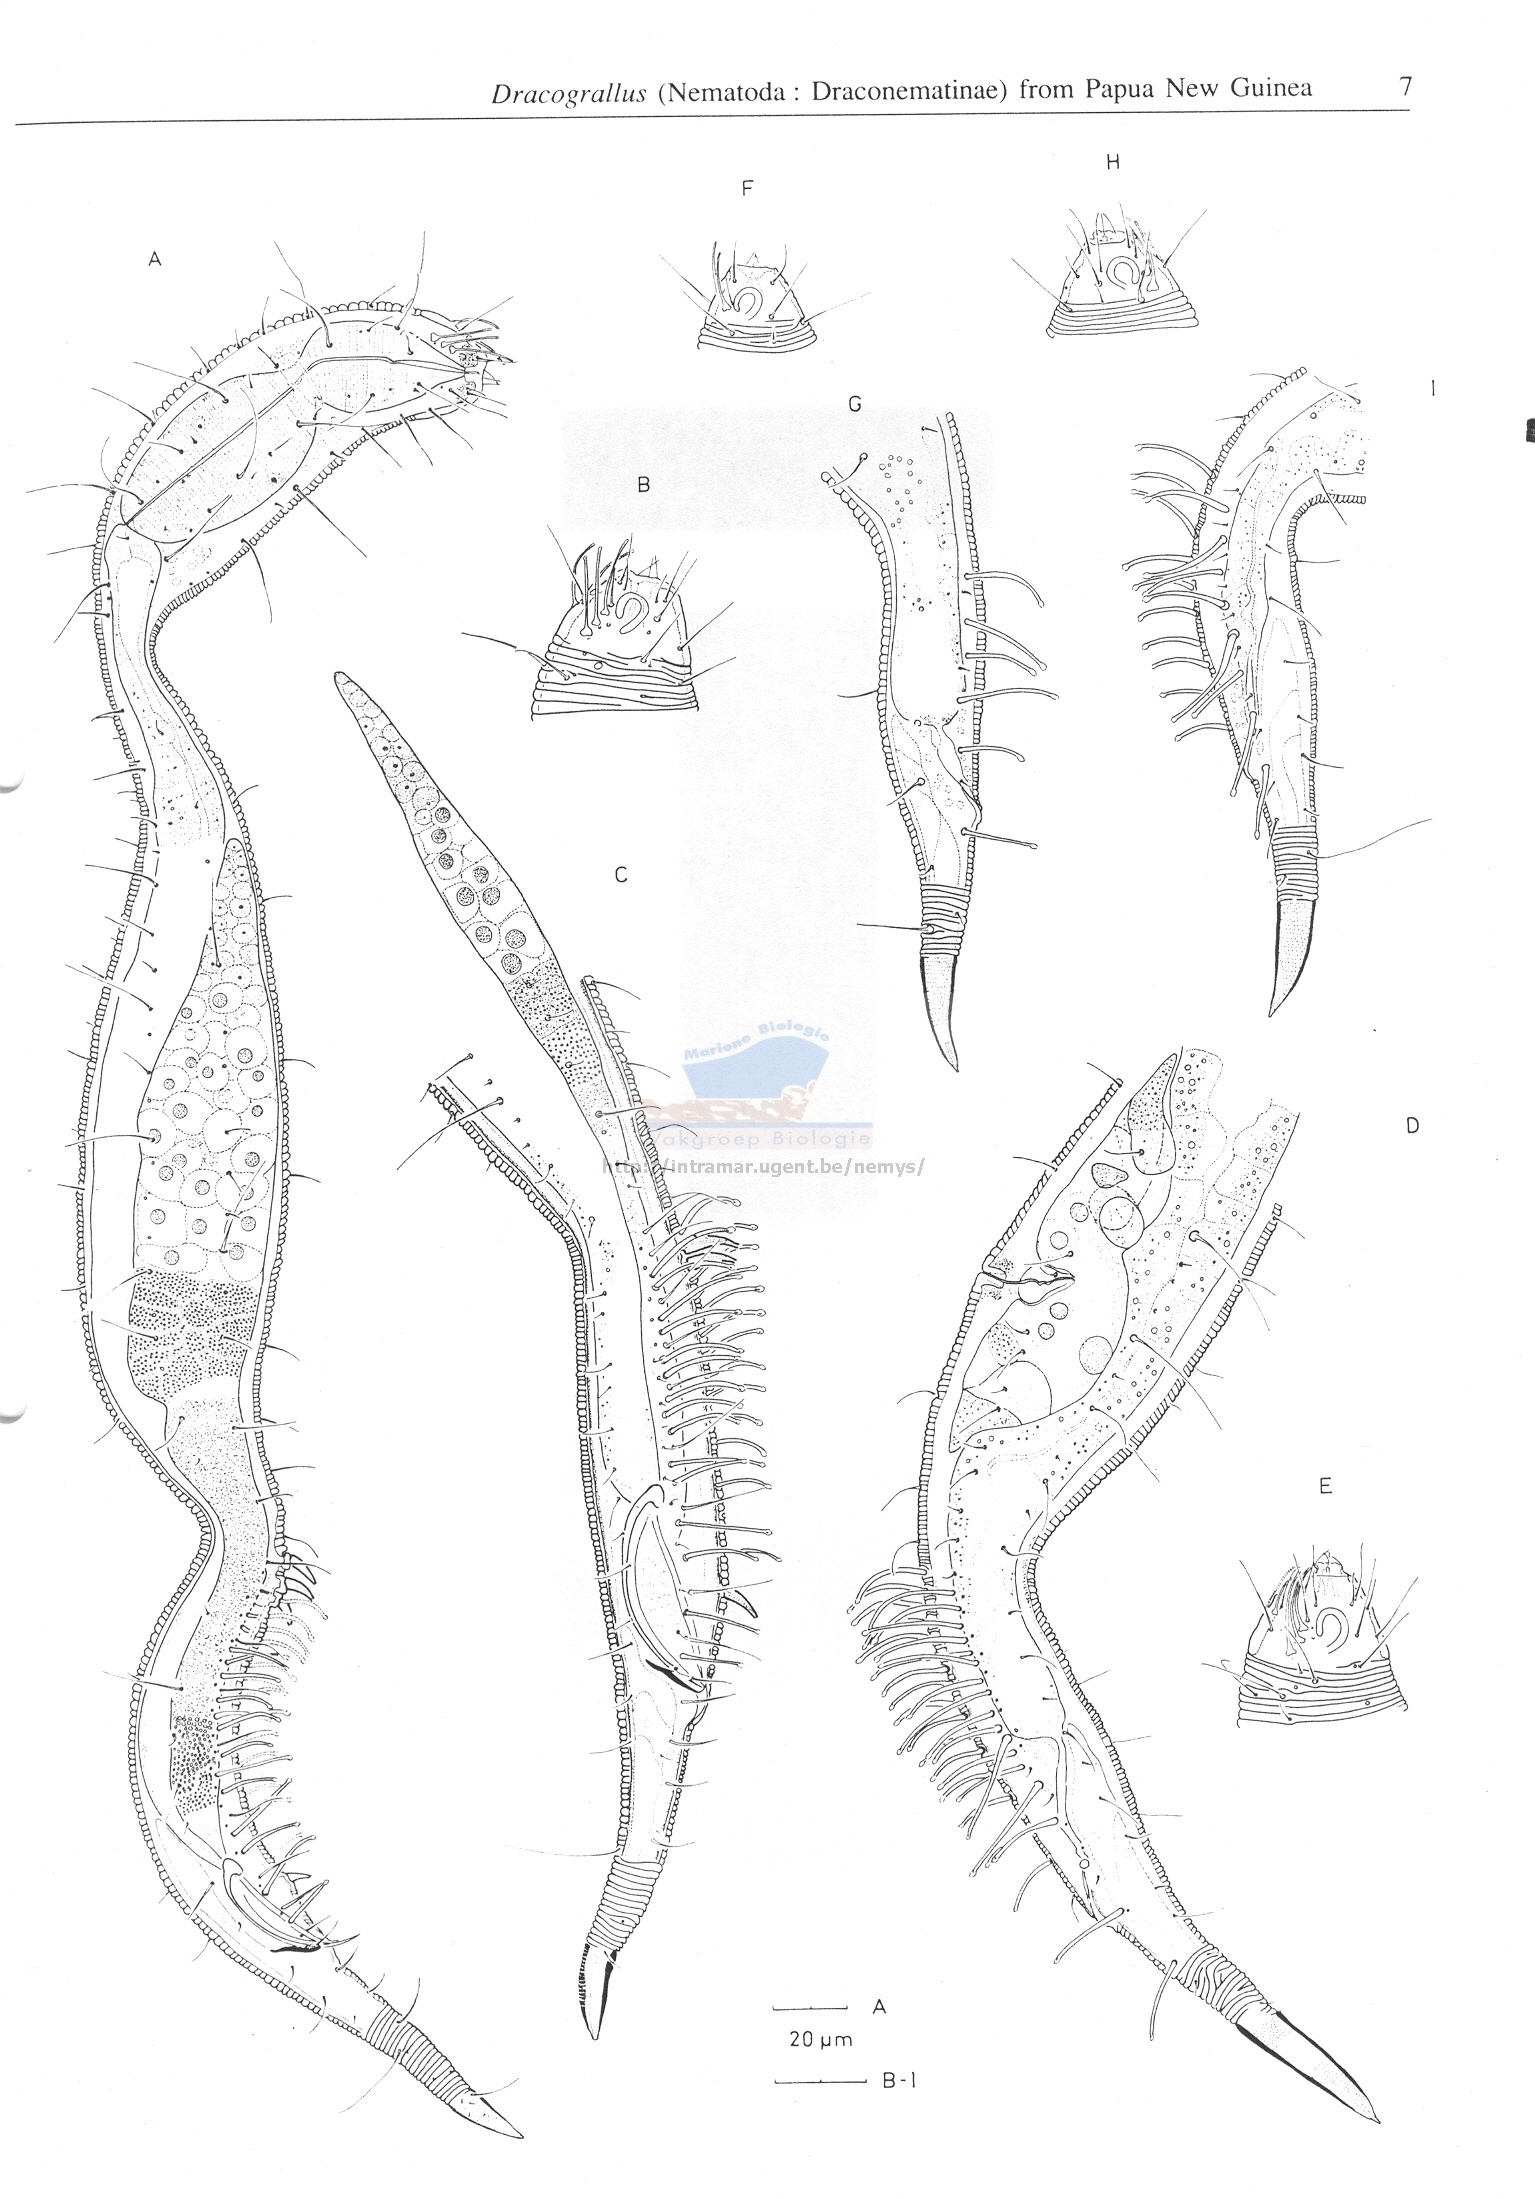 Dracograllus (Nematoda : Draconematinae) from Papua New Guinea 7
H
F
A
I
G
B
C
Mariene Biologie
Vakgroep Biologie
D
http://intramar.ugent.be/nemys/
E
A
20 µm
B-I